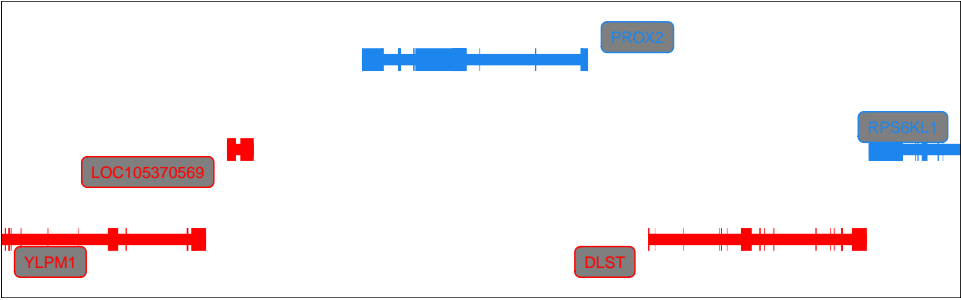 PROX2
RPS6KL1
LOC105370569
YLPM1
DLST